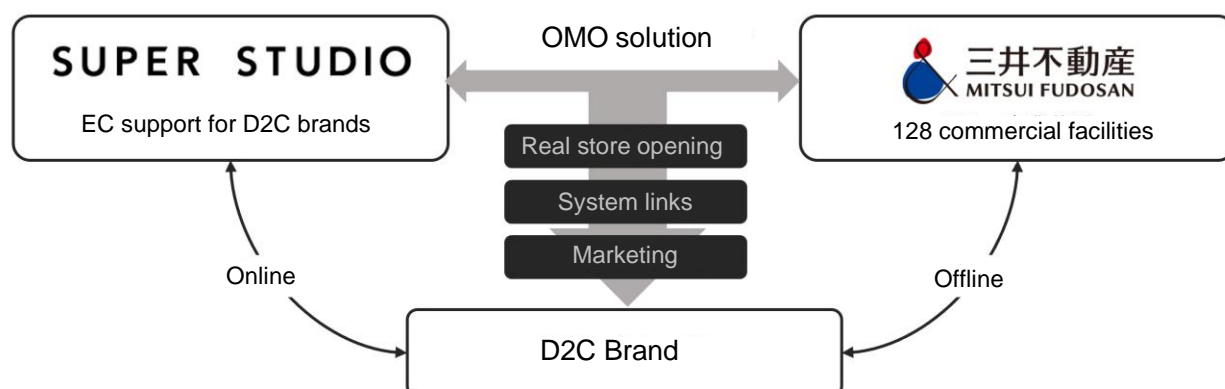 OMO solution
SUPER STUDIO
EC support for D2C brands
三井不動産
MITSUI FUDOSAN
128 commercial facilities
Real store opening
System links
Marketing
Online
Offline
D2C Brand